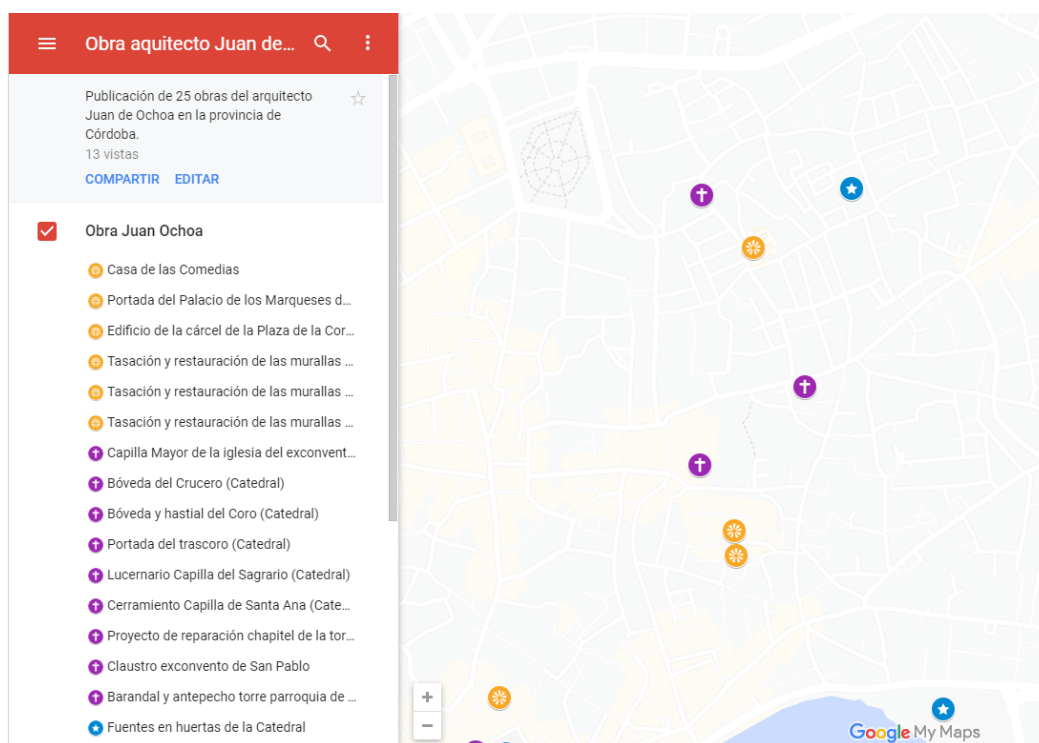 Obra aquitecto Juan de...
Publicación de 25 obras del arquitecto
Juan de Ochoa en la provincia de
Córdoba.
13 vistas
COMPARTIR EDITAR
Obra Juan Ochoa
Casa de las Comedias
Portada del Palacio de los Marqueses d...
Edificio de la cárcel de la Plaza de la Cor...
Tasación y restauración de las murallas ...
Tasación y restauración de las murallas ...
Tasación y restauración de las murallas ...
Capilla Mayor de la iglesia del exconvent...
Bóveda del Crucero (Catedral)
Bóveda y hastial del Coro (Catedral)
Portada del trascoro (Catedral)
Lucernario Capilla del Sagrario (Catedral)
Cerramiento Capilla de Santa Ana (Cate...
Proyecto de reparación chapitel de la tor...
Claustro exconvento de San Pablo
Barandal y antepecho torre parroquia de ...
Fuentes en huertas de la Catedral
+
−
Google My Maps